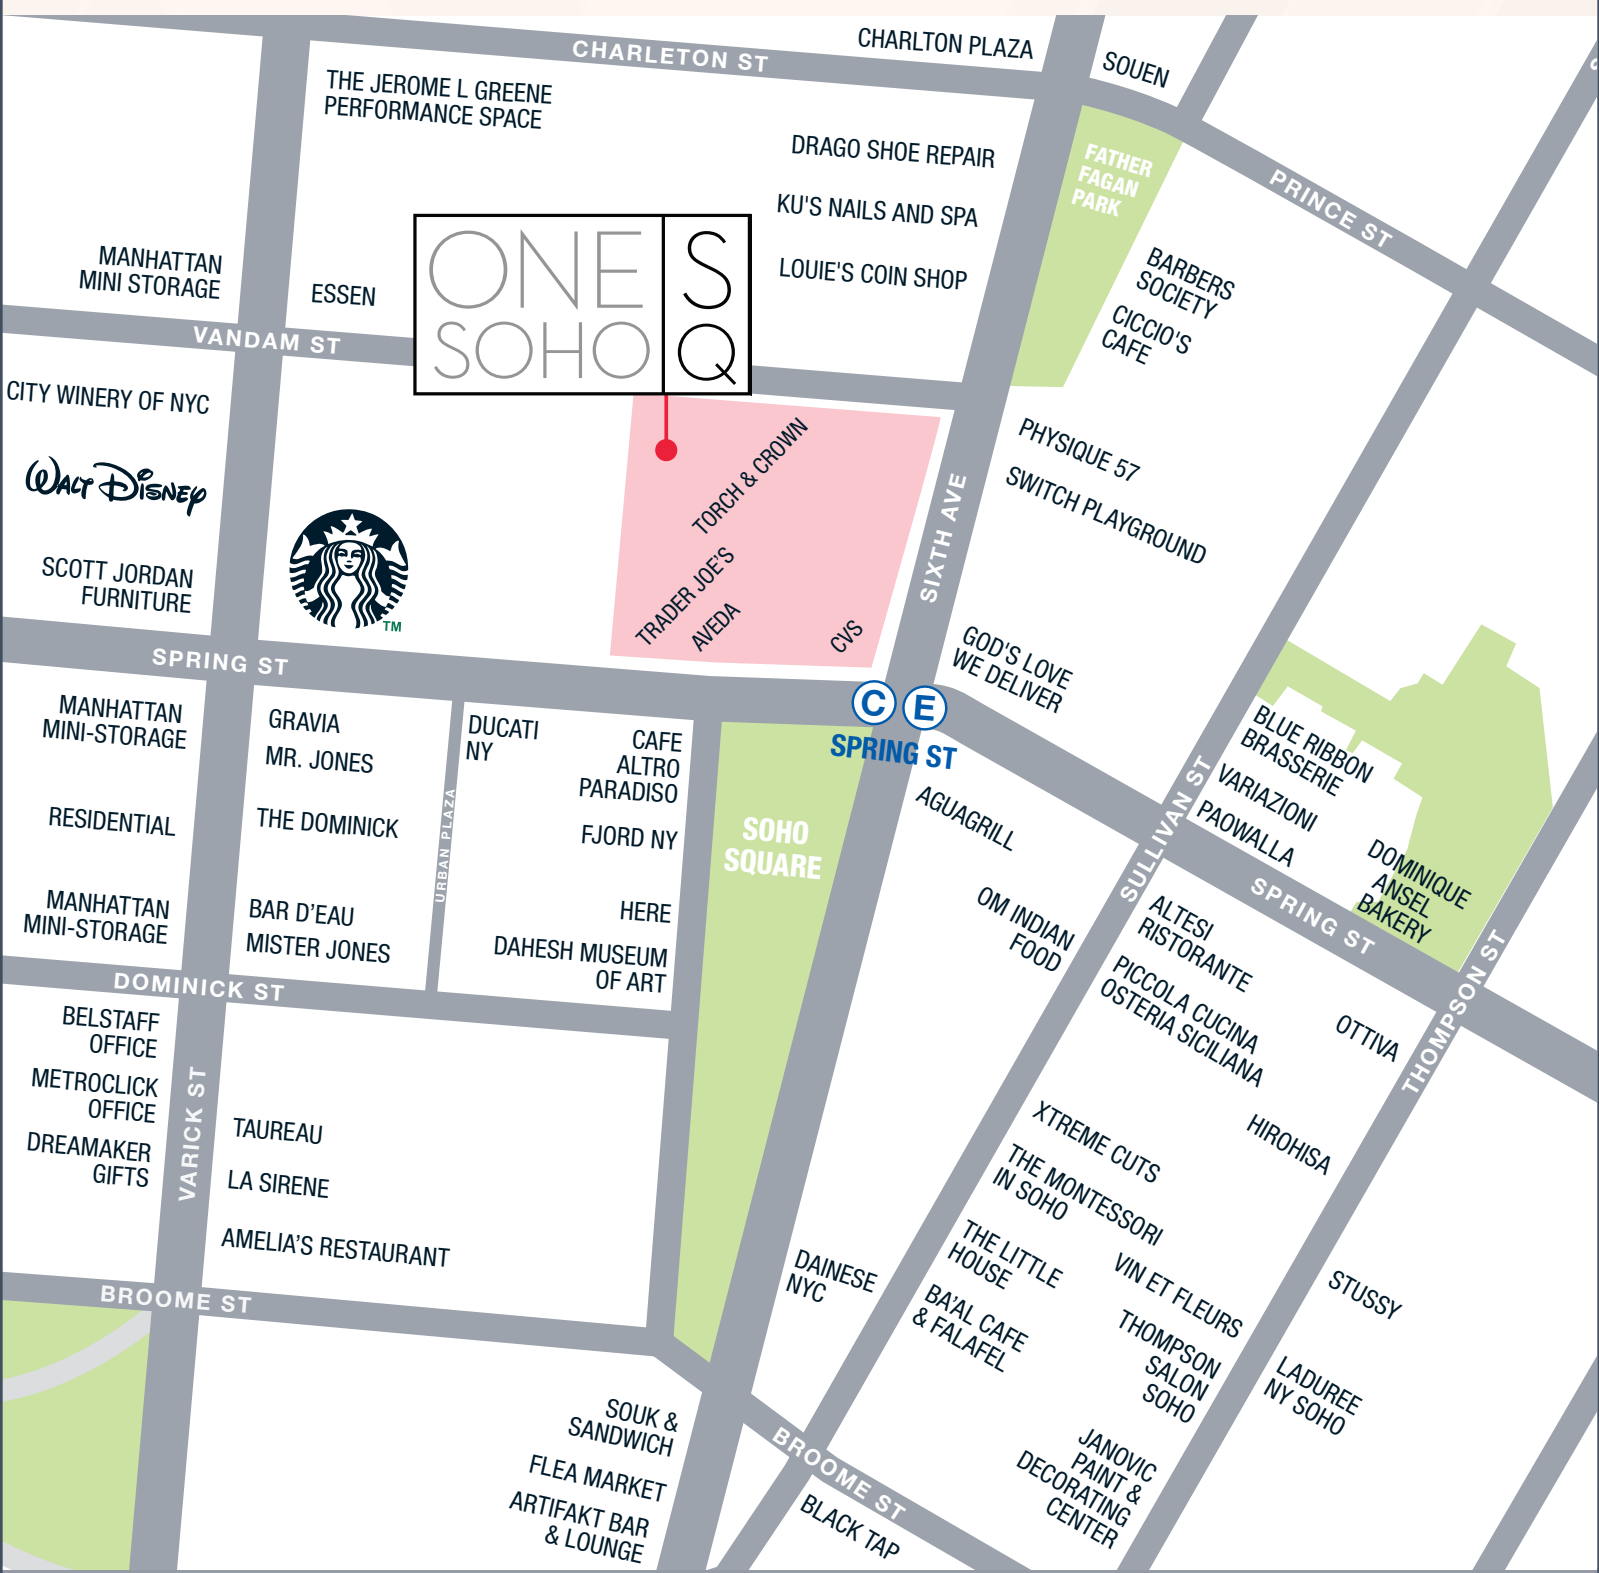 CHARLTON PLAZA
CHARLETON ST
SOUEN
THE JEROME L GREENE
PERFORMANCE SPACE
DRAGO SHOE REPAIR
FATHER
FAGAN
PARK
PRINCE ST
KU'S NAILS AND SPA
MANHATTAN
MINI STORAGE
ESSEN
ONE
SOHO
S
Q
LOUIE'S COIN SHOP
BARBERS
SOCIETY
CICCIO'S
CAFE
VANDAM ST
CITY WINERY OF NYC
WALT DISNEY
SCOTT JORDAN
FURNITURE
TM
TORCH & CROWN
TRADER JOE'S
AVEDA
CVS
SIXTH AVE
PHYSIQUE 57
SWITCH PLAYGROUND
GOD'S LOVE
WE DELIVER
SPRING ST
C
E
SPRING ST
MANHATTAN
MINI-STORAGE
GRAVIA
MR. JONES
DUCATI
NY
CAFE
ALTRO
PARADISO
RESIDENTIAL
THE DOMINICK
URBAN PLAZA
FJORD NY
SOHO
SQUARE
AGUAGRILL
SULLIVAN ST
BLUE RIBBON
BRASSERIE
VARIAZIONI
PAOWALLA
DOMINIQUE
ANSEL
BAKERY
SPRING ST
MANHATTAN
MINI-STORAGE
BAR D’EAU
MISTER JONES
HERE
DAHESH MUSEUM
OF ART
OM INDIAN
FOOD
ALTESI
RISTORANTE
PICCOLA CUCINA
OSTERIA SICILIANA
OTTIVA
THOMPSON ST
DOMINICK ST
BELSTAFF
OFFICE
METROCLICK
OFFICE
DREAMAKER
GIFTS
VARICK ST
TAUREAU
LA SIRENE
AMELIA’S RESTAURANT
XTREME CUTS
HIROHISA
THE MONTESSORI
IN SOHO
THE LITTLE
HOUSE
VIN ET FLEURS
DAINESE
NYC
BA’AL CAFE
& FALAFEL
THOMPSON
SALON
SOHO
STUSSY
LADUREE
NY SOHO
BROOME ST
SOUK &
SANDWICH
FLEA MARKET
ARTIFAKT BAR
& LOUNGE
BROOME ST
BLACK TAP
JANOVIC
PAINT &
DECORATING
CENTER